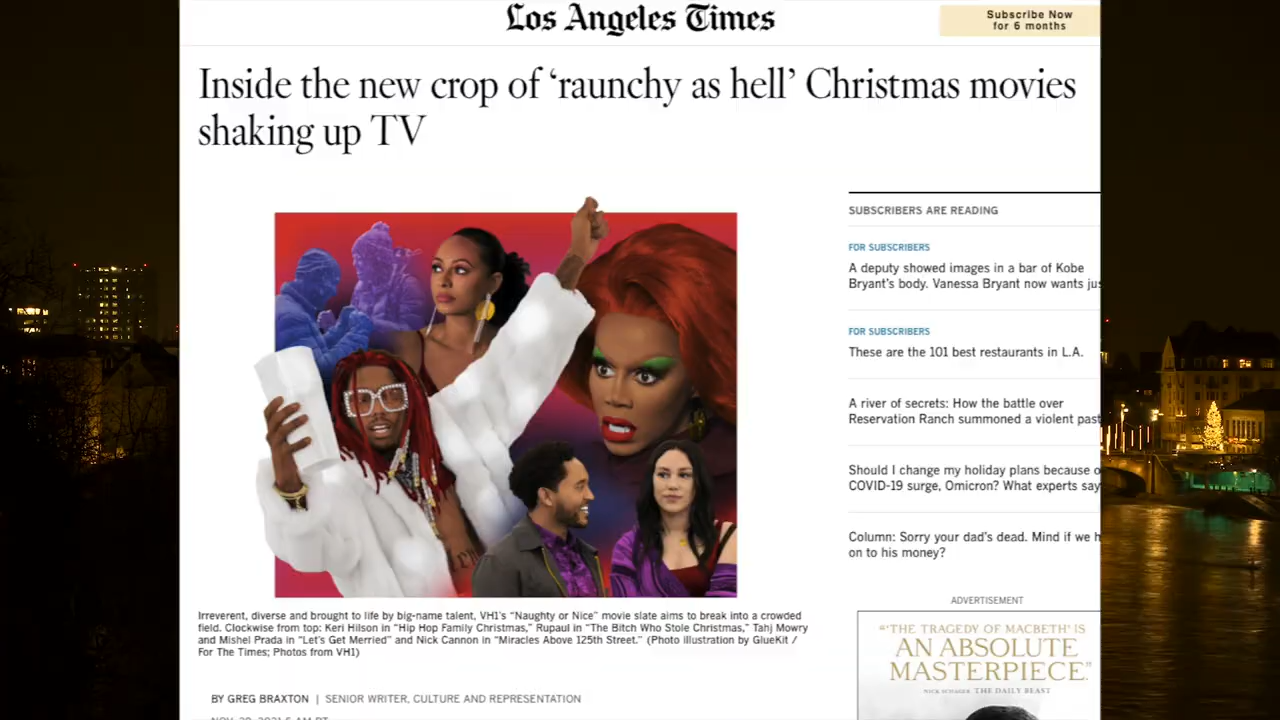 Los Angeles Times
Subscribe Now
for 6 months
Inside the new crop of ‘raunchy as hell’ Christmas movies
shaking up TV
SUBSCRIBERS ARE READING
FOR SUBSCRIBERS
A deputy showed images in a bar of Kobe
Bryant’s body. Vanessa Bryant now wants jus
FOR SUBSCRIBERS
These are the 101 best restaurants in L.A.
A river of secrets: How the battle over
Reservation Ranch summoned a violent past
Should I change my holiday plans because o
COVID-19 surge, Omicron? What experts say
Column: Sorry your dad’s dead. Mind if we h
on to his money?
ADVERTISEMENT
“‘THE TRAGEDY OF MACBETH’ IS
AN ABSOLUTE
MASTERPIECE.”
NICK SCHAGER THE DAILY BEAST
Irreverent, diverse and brought to life by big-name talent, VH1’s “Naughty or Nice” movie slate aims to break into a crowded
field. Clockwise from top: Keri Hilson in “Hip Hop Family Christmas,” Rupaul in “The Bitch Who Stole Christmas,” Tahj Mowry
and Mishel Prada in “Let’s Get Merried” and Nick Cannon in “Miracles Above 125th Street.” (Photo illustration by GlueKit /
For The Times; Photos from VH1)
BY GREG BRAXTON | SENIOR WRITER, CULTURE AND REPRESENTATION